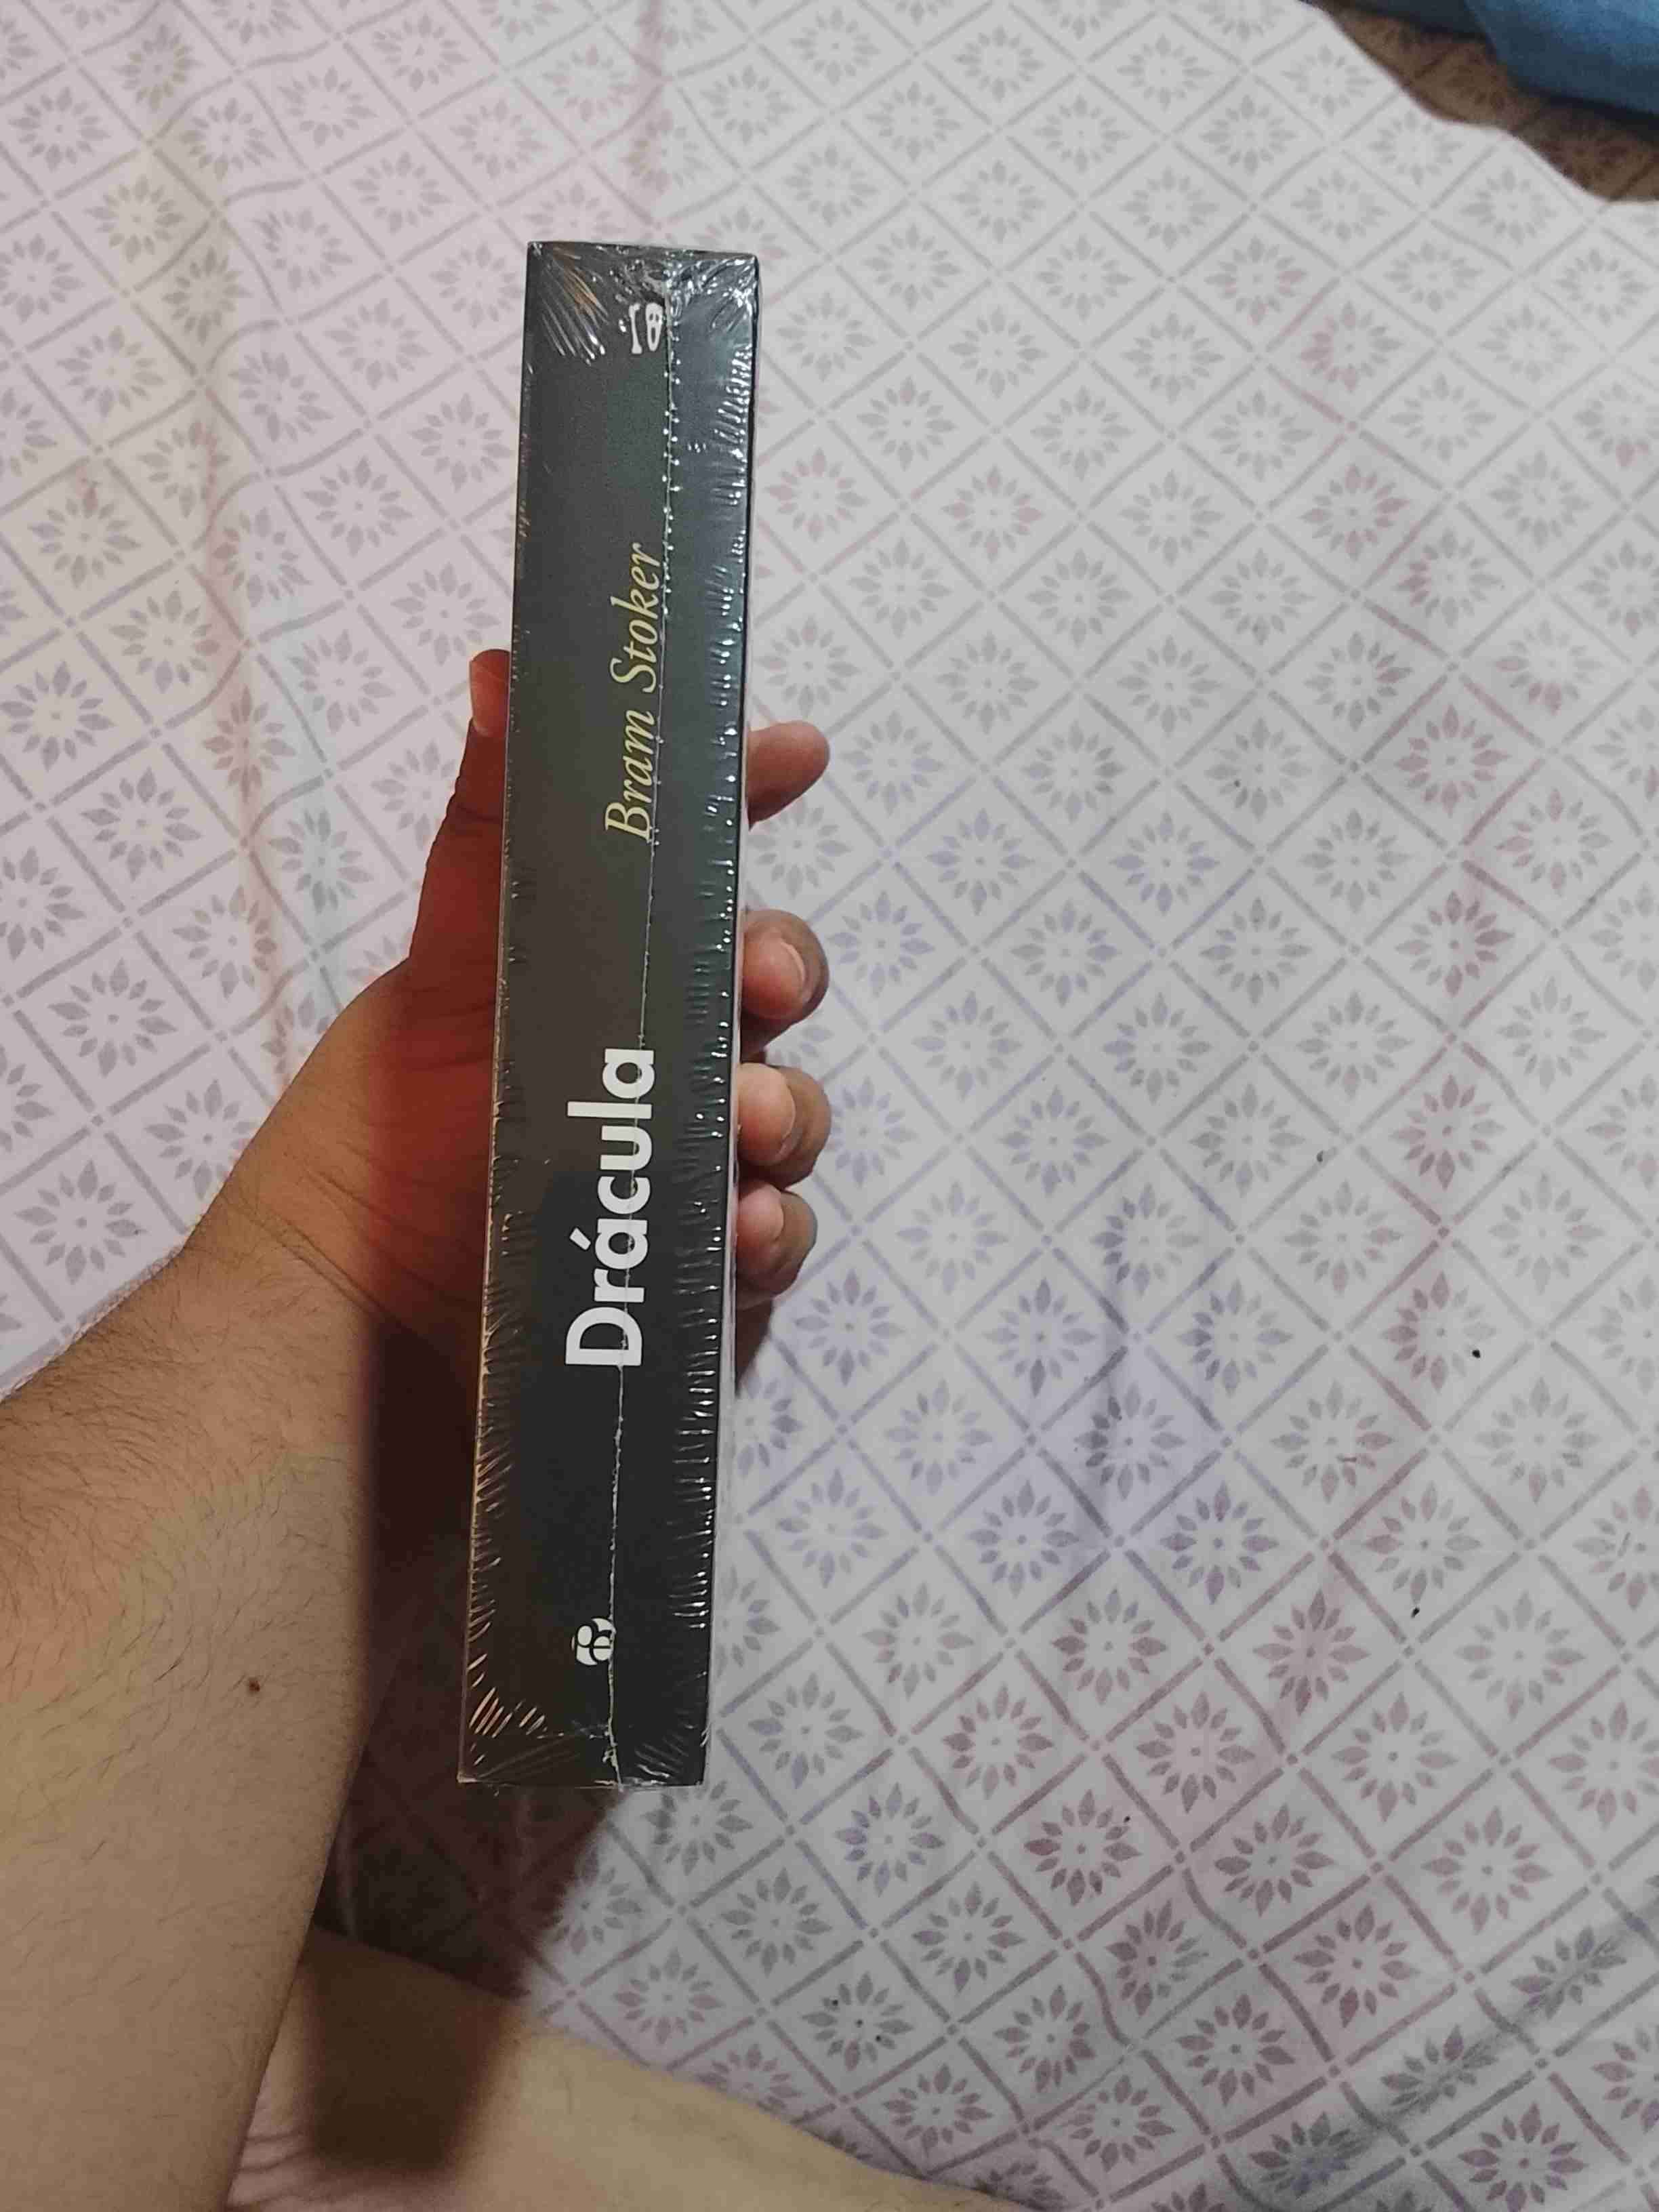 Drácula
Bram Stoker